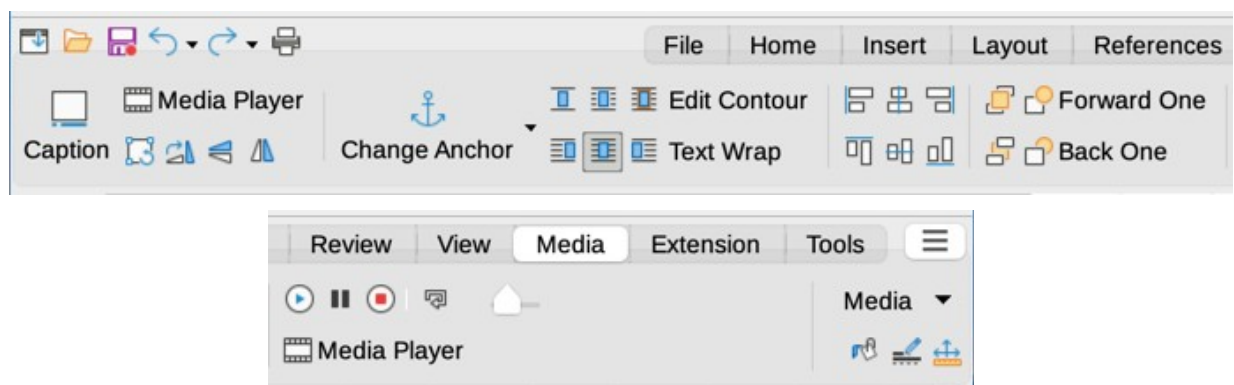 File Home Insert Layout References
Media Player Edit Contour Forward One
Caption Change Anchor Text Wrap Back One
Review View Media Extension Tools
Media
Media Player